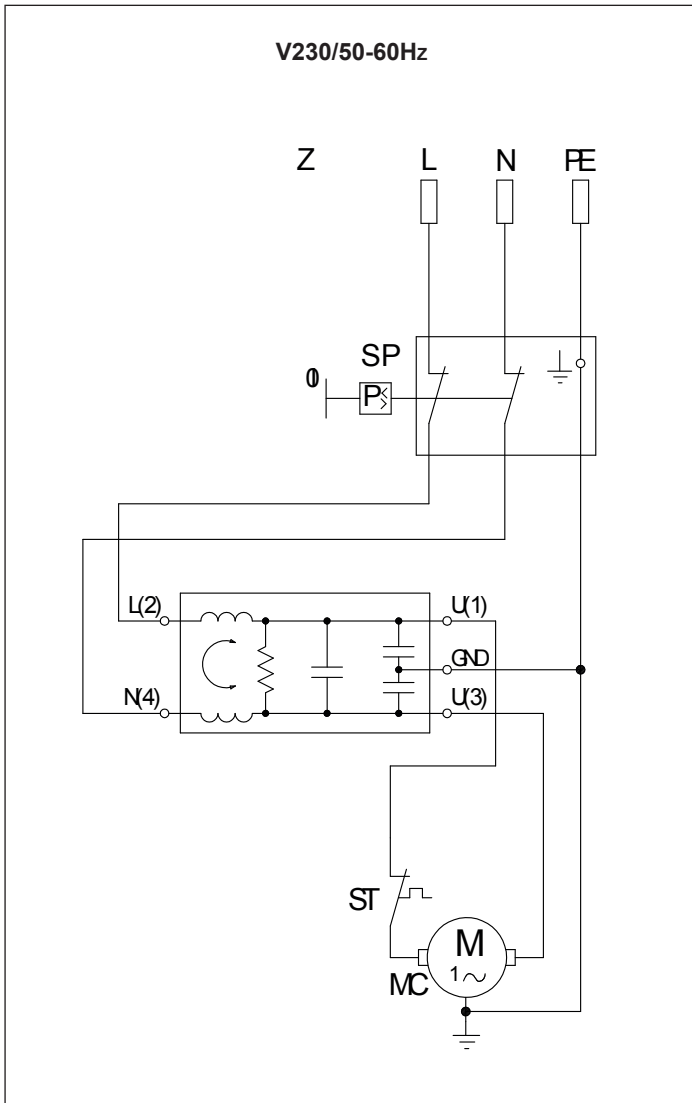 V230/50-60Hz
Z L N PE
SP
0 P
L(2) U(1)
GND
N(4) U(3)
ST
M
1
MC